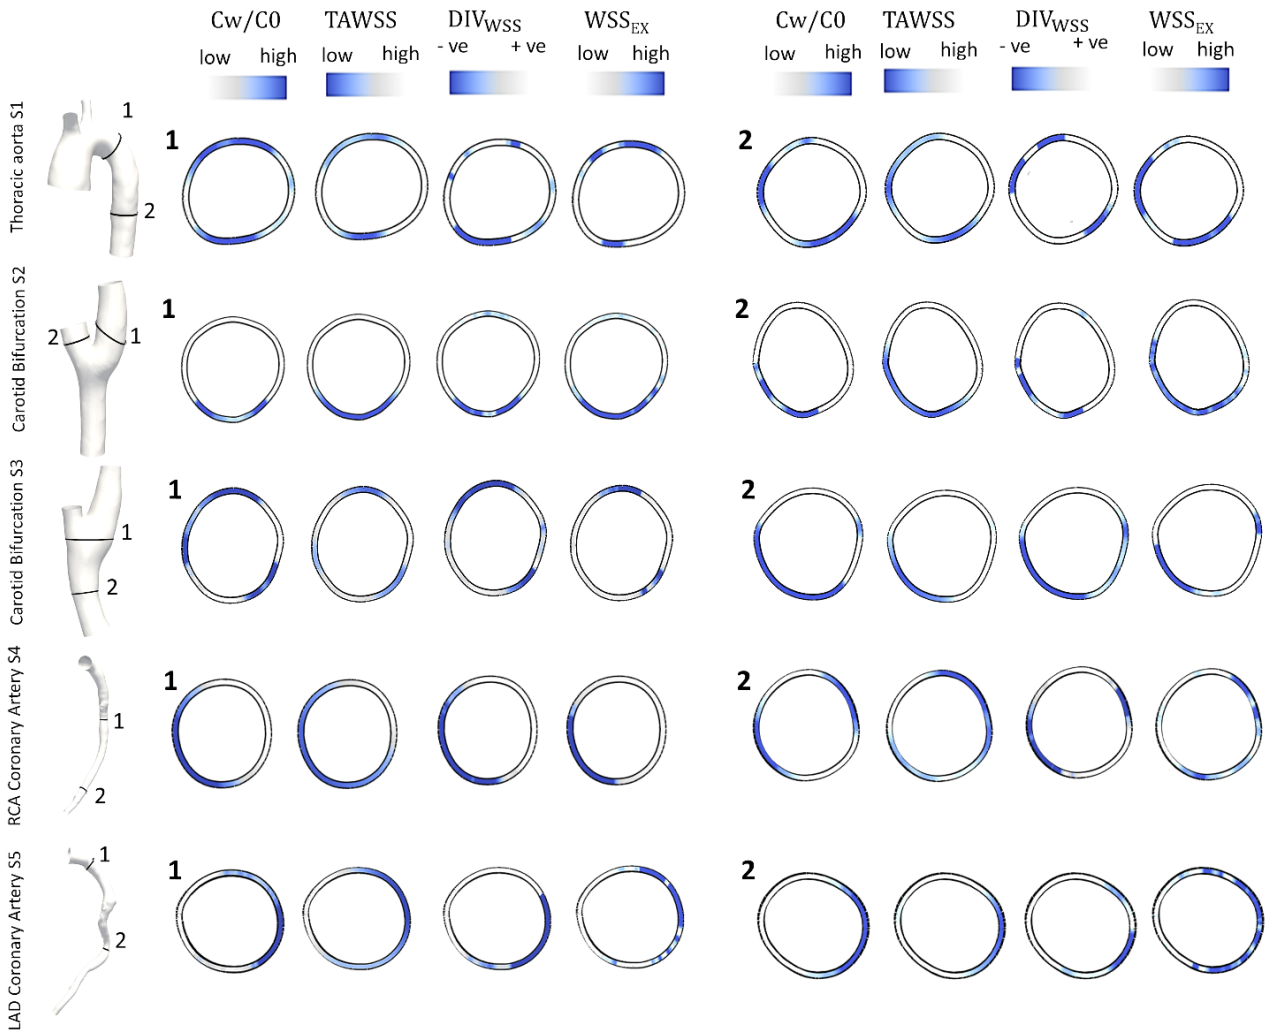 Cw/C0 TAWSS DIVWSS WSSEX Cw/C0 TAWSS DIVWSS WSSEX
low high low high - ve + ve low high low high low high - ve + ve low high
Thoracic aorta S1
1
2
1
2
Carotid Bifurcation S2
2
1
1
2
Carotid Bifurcation S3
1
2
1
2
RCA Coronary Artery S4
1
2
1
2
LAD Coronary Artery S5
1
2
1
2